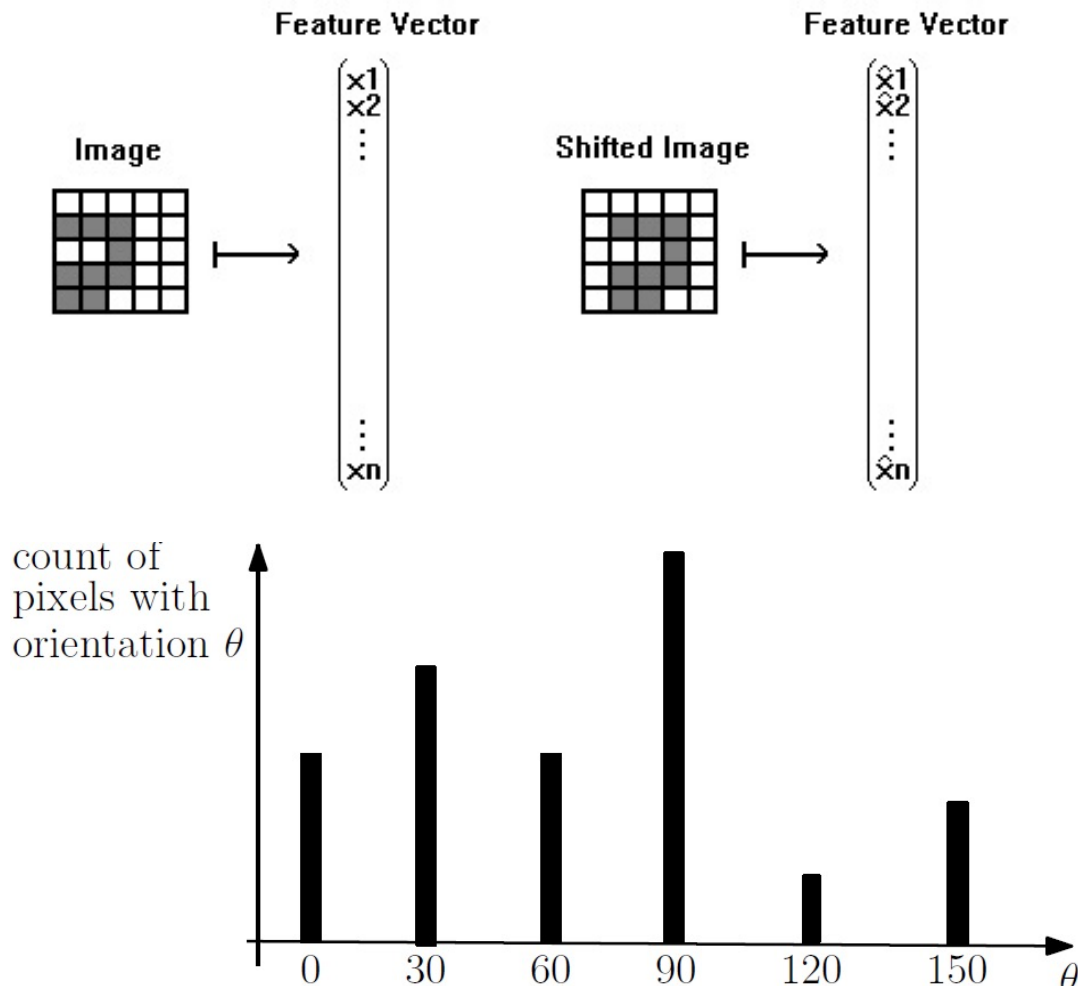 Feature Vector
x1
x2
⋮
⋮
xn
Image
Feature Vector
x̂1
x̂2
⋮
⋮
x̂n
Shifted Image
count of
pixels with
orientation θ
0 30 60 90 120 150 θ